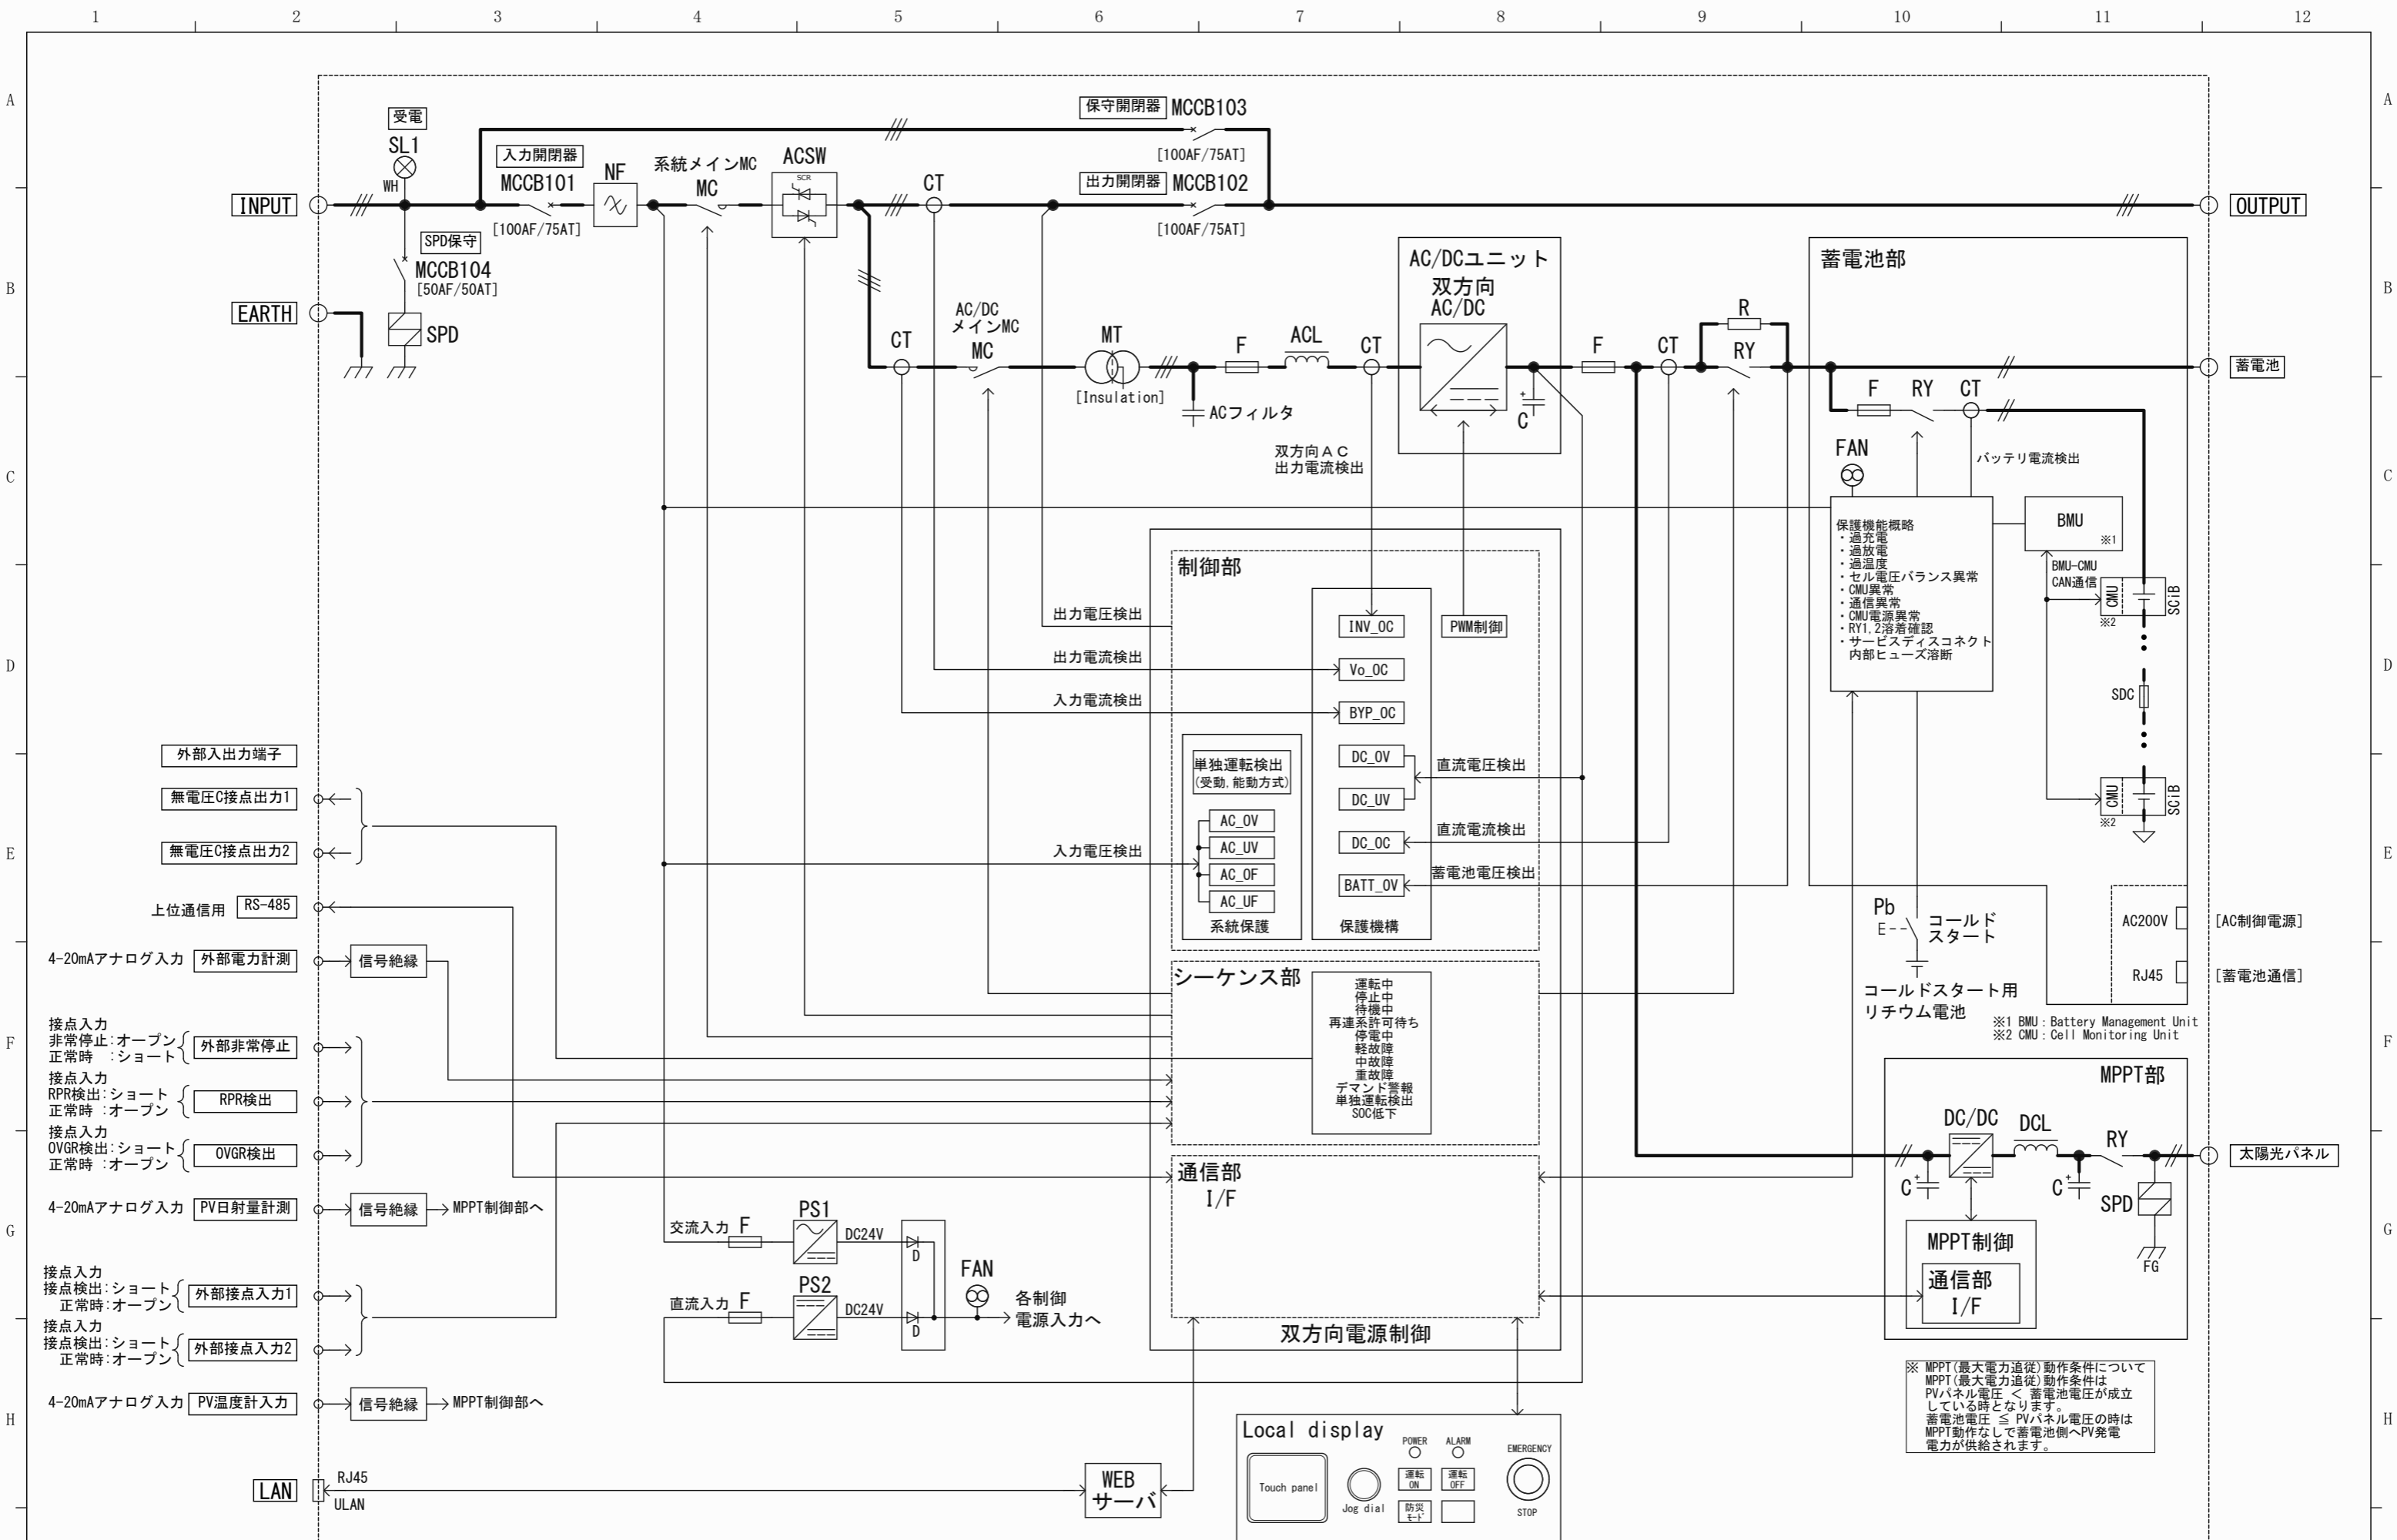 1 2 3 4 5 6 7 8 9 10 11 12
A
A
保守開閉器 MCCB103
[100AF/75AT]
受電
SL1
WH
入力開閉器
MCCB101
[100AF/75AT]
NF
系統メインMC
MC
ACSW
SCR
CT
出力開閉器 MCCB102
[100AF/75AT]
INPUT
OUTPUT
SPD保守
MCCB104
[50AF/50AT]
SPD
EARTH
B
B
CT
AC/DC
メインMC
MC
MT
[Insulation]
F
ACL
CT
ACフィルタ
AC/DCユニット
双方向
AC/DC
+
C
F
CT
R
RY
蓄電池部
蓄電池
F
RY
CT
双方向AC
出力電流検出
FAN
バッテリ電流検出
C
C
保護機能概略
・過充電
・過放電
・過温度
・セル電圧バランス異常
・CMU異常
・通信異常
・CMU電源異常
・RY1,2溶着確認
・サービスディスコネクト
内部ヒューズ溶断
BMU
※1
BMU-CMU
CAN通信
CMU
SCiB
※2
SDC
CMU
SCiB
※2
制御部
出力電圧検出
INV_OC
PWM制御
D
D
出力電流検出
Vo_OC
入力電流検出
BYP_OC
単独運転検出
(受動,能動方式)
DC_OV
直流電圧検出
DC_UV
AC_OV
AC_UV
AC_OF
AC_UF
系統保護
入力電圧検出
DC_OC
直流電流検出
BATT_OV
蓄電池電圧検出
保護機構
外部入出力端子
無電圧C接点出力1
無電圧C接点出力2
E
E
上位通信用 RS-485
4-20mAアナログ入力 外部電力計測
信号絶縁
Pb
E
コールド
スタート
コールドスタート用
リチウム電池
AC200V
[AC制御電源]
RJ45
[蓄電池通信]
※1 BMU：Battery Management Unit
※2 CMU：Cell Monitoring Unit
シーケンス部
運転中
停止中
待機中
再連系許可待ち
停電中
軽故障
中故障
重故障
デマンド警報
単独運転検出
SOC低下
F
F
接点入力
非常停止:オープン
正常時 :ショート
外部非常停止
接点入力
RPR検出:ショート
正常時 :オープン
RPR検出
接点入力
OVGR検出:ショート
正常時 :オープン
OVGR検出
MPPT部
DC/DC
DCL
RY
太陽光パネル
C
+
C
+
SPD
FG
MPPT制御
通信部
I/F
通信部
I/F
双方向電源制御
G
G
4-20mAアナログ入力 PV日射量計測
信号絶縁
MPPT制御部へ
交流入力 F
PS1
DC24V
D
直流入力 F
PS2
DC24V
D
FAN
各制御
電源入力へ
接点入力
接点検出:ショート
正常時:オープン
外部接点入力1
接点入力
接点検出:ショート
正常時:オープン
外部接点入力2
H
H
4-20mAアナログ入力 PV温度計入力
信号絶縁
MPPT制御部へ
※ MPPT(最大電力追従)動作条件について
MPPT(最大電力追従)動作条件は
PVパネル電圧 ＜ 蓄電池電圧が成立
している時となります。
蓄電池電圧 ≦ PVパネル電圧の時は
MPPT動作なしで蓄電池側へPV発電
電力が供給されます。
Local display
Touch panel
Jog dial
POWER
ALARM
運転
ON
運転
OFF
防災
ﾓｰﾄﾞ
EMERGENCY
STOP
LAN
RJ45
ULAN
WEB
サーバ